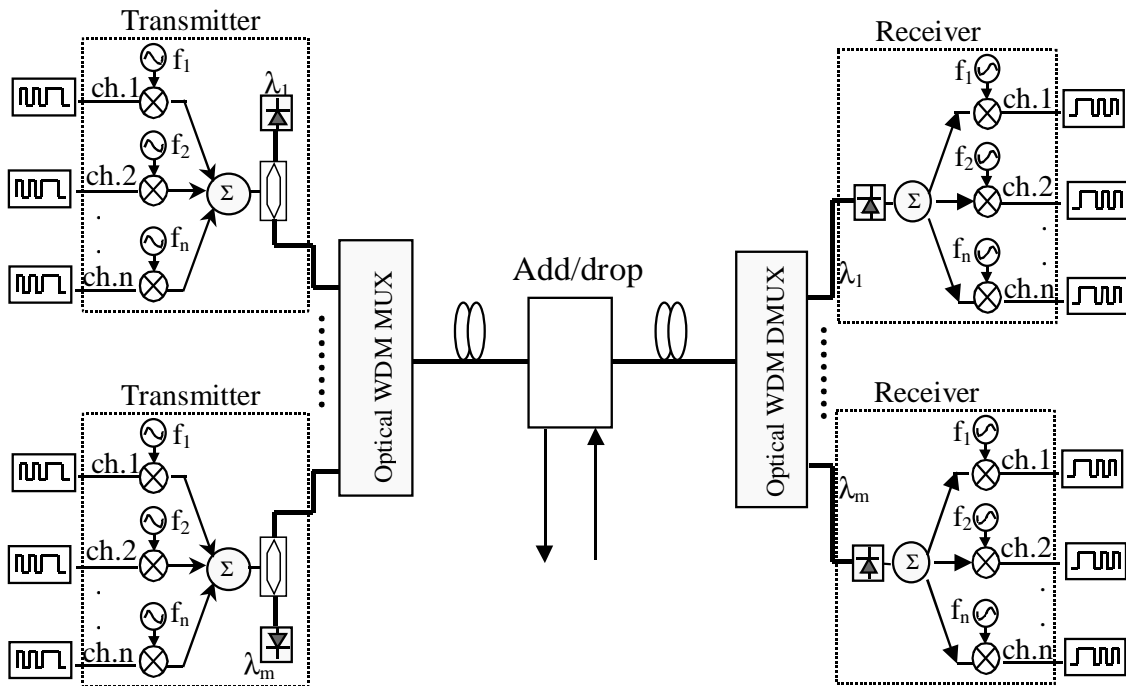 Transmitter
f1
ch.1
λ1
f2
ch.2
Σ
fn
ch.n
Transmitter
f1
ch.1
f2
ch.2
Σ
fn
ch.n
λm
Optical WDM MUX
Add/drop
Optical WDM DMUX
λ1
λm
Receiver
f1
ch.1
f2
ch.2
Σ
fn
ch.n
Receiver
f1
ch.1
f2
ch.2
Σ
fn
ch.n